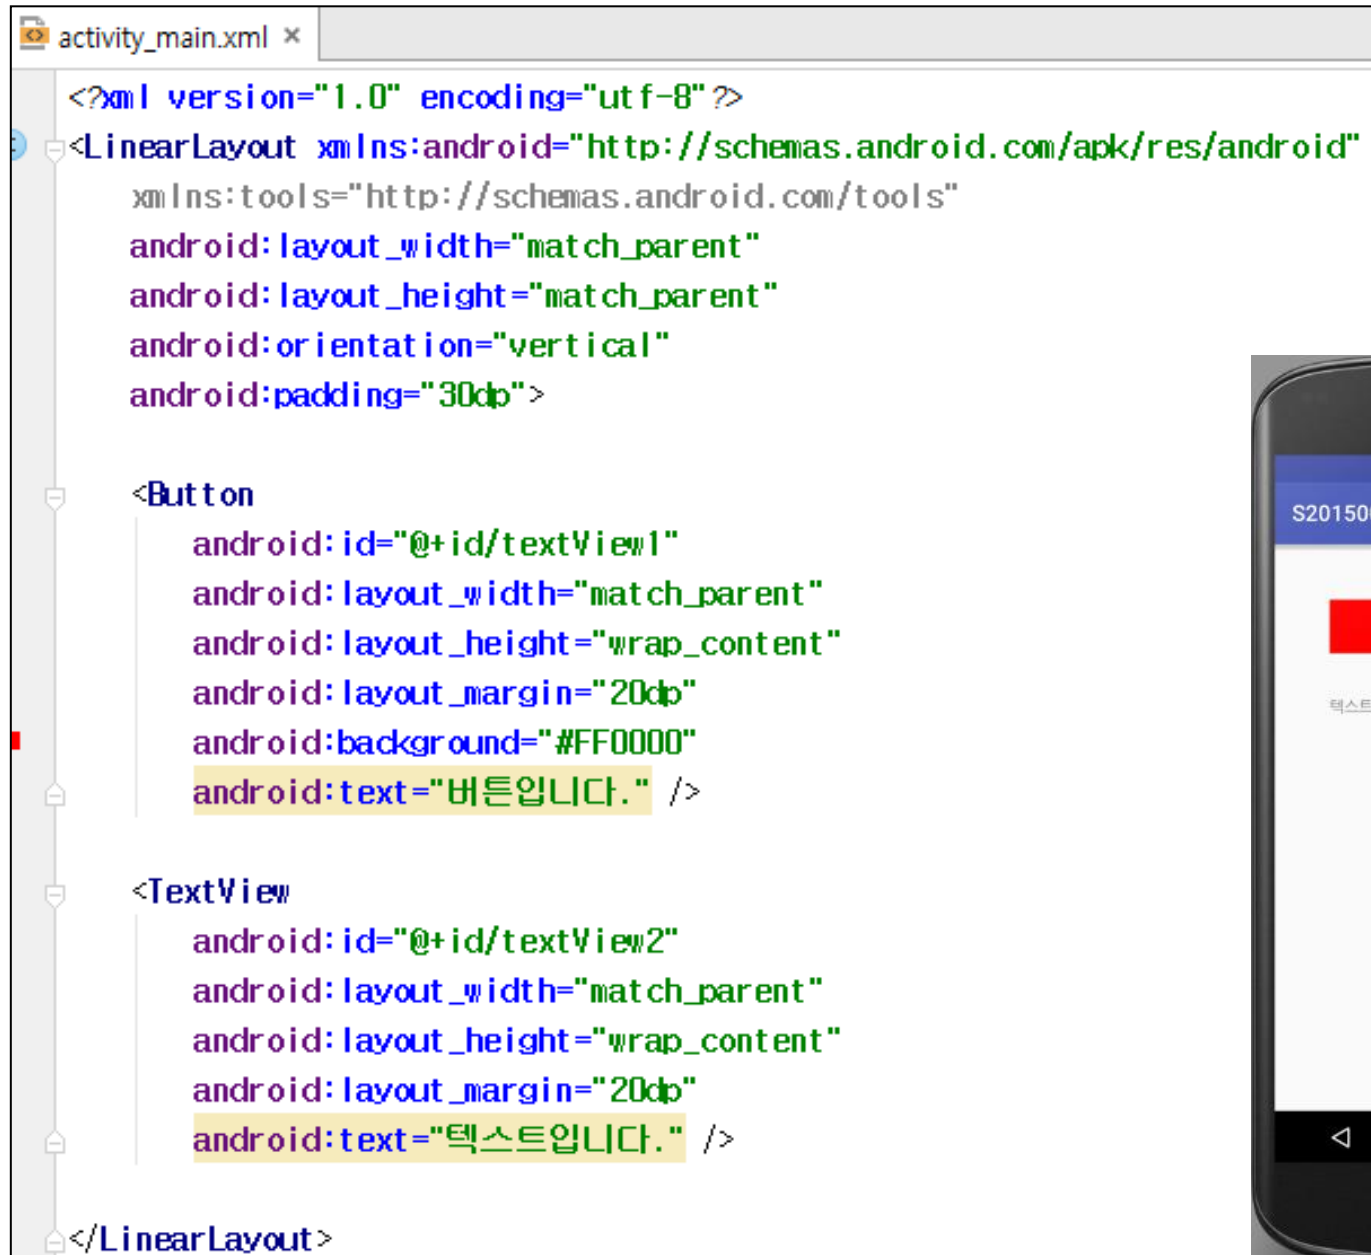 activity_main.xml
<?xml version="1.0" encoding="utf-8"?>
<LinearLayout xmlns:android="http://schemas.android.com/apk/res/android"
xmlns:tools="http://schemas.android.com/tools"
android:layout_width="match_parent"
android:layout_height="match_parent"
android:orientation="vertical"
android:padding="30dp">
<Button
android:id="@+id/textView1"
android:layout_width="match_parent"
android:layout_height="wrap_content"
android:layout_margin="20dp"
android:background="#FF0000"
android:text="버튼입니다." />
<TextView
android:id="@+id/textView2"
android:layout_width="match_parent"
android:layout_height="wrap_content"
android:layout_margin="20dp"
android:text="텍스트입니다." />
</LinearLayout>
S20150
텍스트